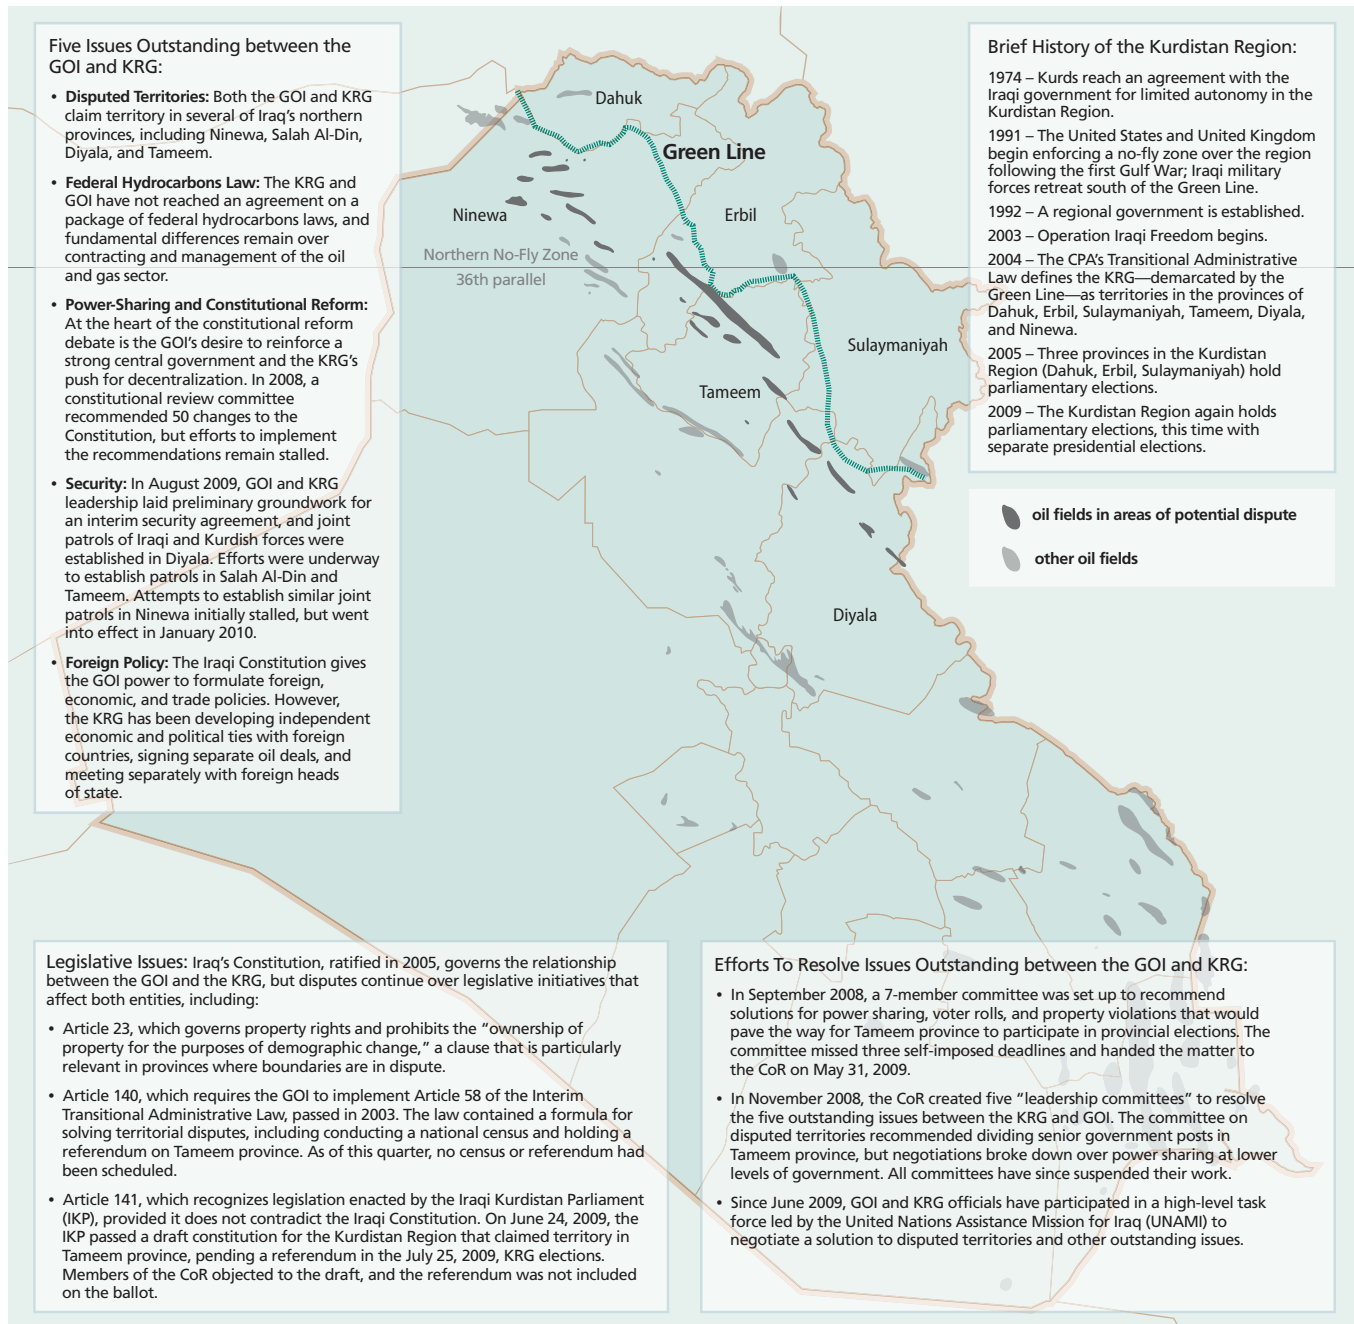 Five Issues Outstanding between the
GOI and KRG:
• Disputed Territories: Both the GOI and KRG
claim territory in several of Iraq’s northern
provinces, including Ninewa, Salah Al-Din,
Diyala, and Tameem.
• Federal Hydrocarbons Law: The KRG and
GOI have not reached an agreement on a
package of federal hydrocarbons laws, and
fundamental differences remain over
contracting and management of the oil
and gas sector.
• Power-Sharing and Constitutional Reform:
At the heart of the constitutional reform
debate is the GOI’s desire to reinforce a
strong central government and the KRG’s
push for decentralization. In 2008, a
constitutional review committee
recommended 50 changes to the
Constitution, but efforts to implement
the recommendations remain stalled.
• Security: In August 2009, GOI and KRG
leadership laid preliminary groundwork for
an interim security agreement, and joint
patrols of Iraqi and Kurdish forces were
established in Diyala. Efforts were underway
to establish patrols in Salah Al-Din and
Tameem. Attempts to establish similar joint
patrols in Ninewa initially stalled, but went
into effect in January 2010.
• Foreign Policy: The Iraqi Constitution gives
the GOI power to formulate foreign,
economic, and trade policies. However,
the KRG has been developing independent
economic and political ties with foreign
countries, signing separate oil deals, and
meeting separately with foreign heads
of state.
Dahuk
Green Line
Ninewa
Erbil
Northern No-Fly Zone
36th parallel
Sulaymaniyah
Tameem
Diyala
Brief History of the Kurdistan Region:
1974 – Kurds reach an agreement with the
Iraqi government for limited autonomy in the
Kurdistan Region.
1991 – The United States and United Kingdom
begin enforcing a no-fly zone over the region
following the first Gulf War; Iraqi military
forces retreat south of the Green Line.
1992 – A regional government is established.
2003 – Operation Iraqi Freedom begins.
2004 – The CPA’s Transitional Administrative
Law defines the KRG—demarcated by the
Green Line—as territories in the provinces of
Dahuk, Erbil, Sulaymaniyah, Tameem, Diyala,
and Ninewa.
2005 – Three provinces in the Kurdistan
Region (Dahuk, Erbil, Sulaymaniyah) hold
parliamentary elections.
2009 – The Kurdistan Region again holds
parliamentary elections, this time with
separate presidential elections.
oil fields in areas of potential dispute
other oil fields
Legislative Issues: Iraq’s Constitution, ratified in 2005, governs the relationship
between the GOI and the KRG, but disputes continue over legislative initiatives that
affect both entities, including:
• Article 23, which governs property rights and prohibits the “ownership of
property for the purposes of demographic change,” a clause that is particularly
relevant in provinces where boundaries are in dispute.
• Article 140, which requires the GOI to implement Article 58 of the Interim
Transitional Administrative Law, passed in 2003. The law contained a formula for
solving territorial disputes, including conducting a national census and holding a
referendum on Tameem province. As of this quarter, no census or referendum had
been scheduled.
• Article 141, which recognizes legislation enacted by the Iraqi Kurdistan Parliament
(IKP), provided it does not contradict the Iraqi Constitution. On June 24, 2009, the
IKP passed a draft constitution for the Kurdistan Region that claimed territory in
Tameem province, pending a referendum in the July 25, 2009, KRG elections.
Members of the CoR objected to the draft, and the referendum was not included
on the ballot.
Efforts To Resolve Issues Outstanding between the GOI and KRG:
• In September 2008, a 7-member committee was set up to recommend
solutions for power sharing, voter rolls, and property violations that would
pave the way for Tameem province to participate in provincial elections. The
committee missed three self-imposed deadlines and handed the matter to
the CoR on May 31, 2009.
• In November 2008, the CoR created five “leadership committees” to resolve
the five outstanding issues between the KRG and GOI. The committee on
disputed territories recommended dividing senior government posts in
Tameem province, but negotiations broke down over power sharing at lower
levels of government. All committees have since suspended their work.
• Since June 2009, GOI and KRG officials have participated in a high-level task
force led by the United Nations Assistance Mission for Iraq (UNAMI) to
negotiate a solution to disputed territories and other outstanding issues.